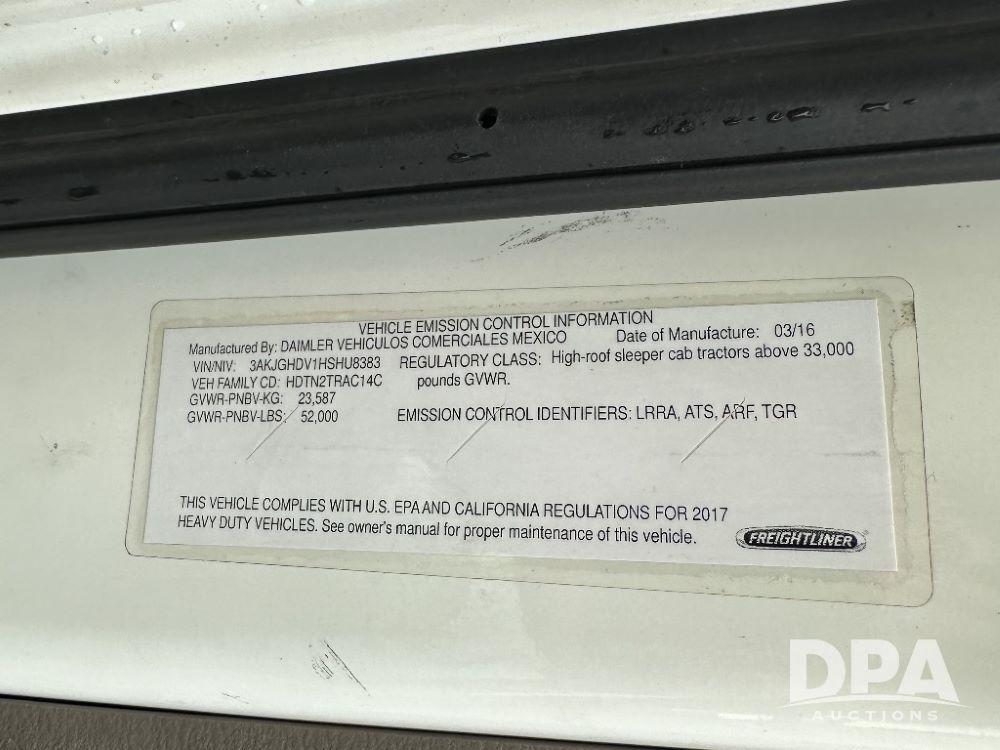 VEHICLE EMISSION CONTROL INFORMATION
Manufactured By: DAIMLER VEHICULOS COMERCIALES MEXICO Date of Manufacture: 03/16
VIN/NIV: 3AKJGHDV1HSHU8383 REGULATORY CLASS: High-roof sleeper cab tractors above 33,000
VEH FAMILY CD: HDTN2TRAC14C pounds GVWR.
GVWR-PNBV-KG: 23,587
GVWR-PNBV-LBS: 52,000 EMISSION CONTROL IDENTIFIERS: LRRA, ATS, ARF, TGR
THIS VEHICLE COMPLIES WITH U.S. EPA AND CALIFORNIA REGULATIONS FOR 2017
HEAVY DUTY VEHICLES. See owner's manual for proper maintenance of this vehicle.
FREIGHTLINER
DPA
AUCTIONS